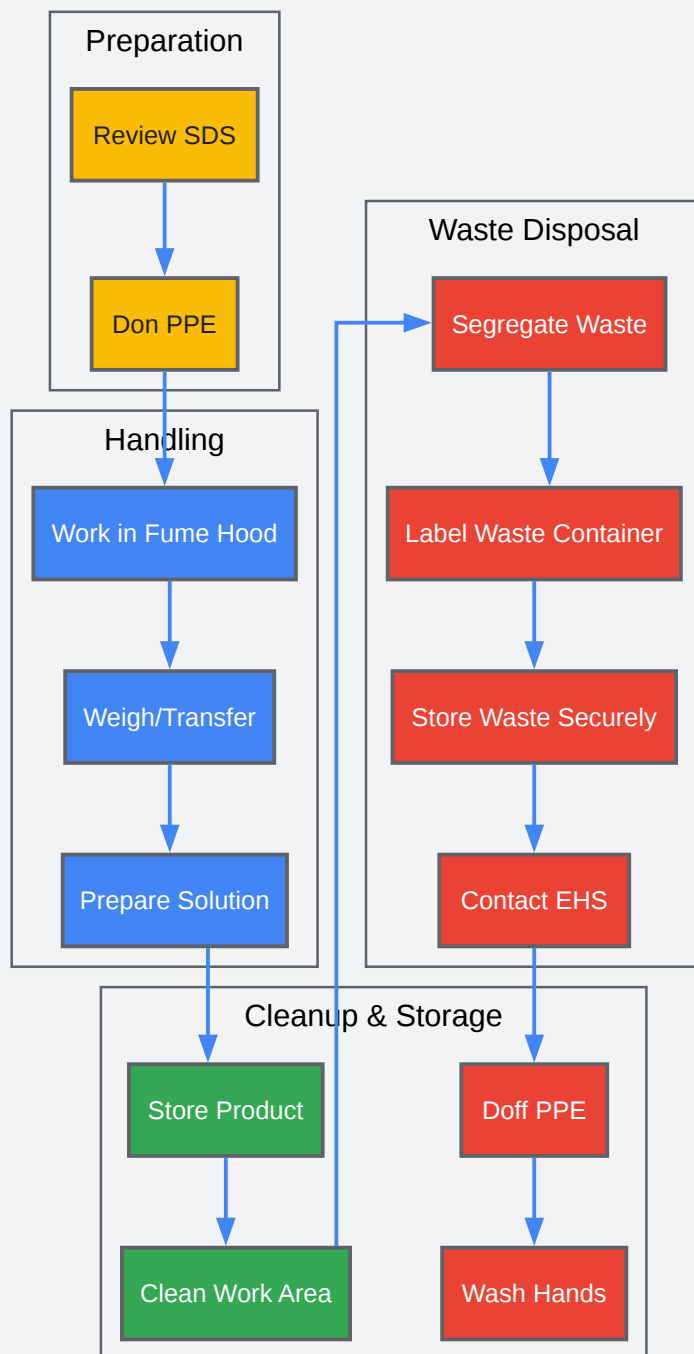 Preparation
Review SDS
Don PPE
Handling
Work in Fume Hood
Weigh/Transfer
Prepare Solution
Waste Disposal
Segregate Waste
Label Waste Container
Store Waste Securely
Contact EHS
Cleanup & Storage
Store Product
Clean Work Area
Doff PPE
Wash Hands